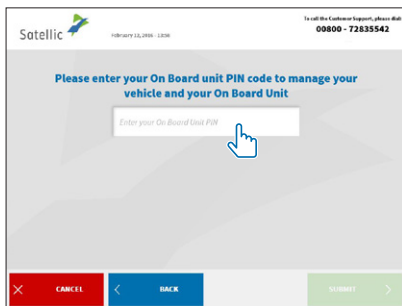 Satellic
February 12, 2016 - 13:56
To call the Customer Support, please dial:
00800 - 72835542
Please enter your On Board unit PIN code to manage your
vehicle and your On Board Unit
Enter your On Board Unit PIN
CANCEL
BACK
SUBMIT